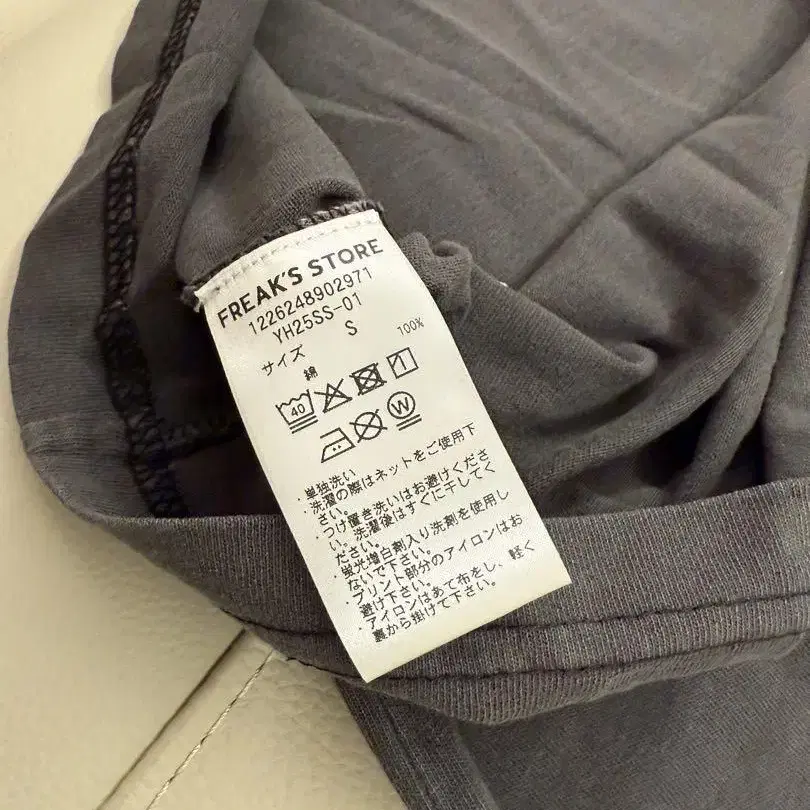 FREAK'S STORE
1226248902971
YH25SS-01
サイズ S
綿 100%
40
W
・単独洗い
・洗濯の際はネットをご使用下
さい。
・つけ置き洗いはお避けくださ
い。洗濯後はすぐに干してく
ださい。
・蛍光増白剤入り洗剤を使用し
ないで下さい。
・プリント部分のアイロンはお
避け下さい。
・アイロンはあて布をし、軽く
裏から掛けて下さい。